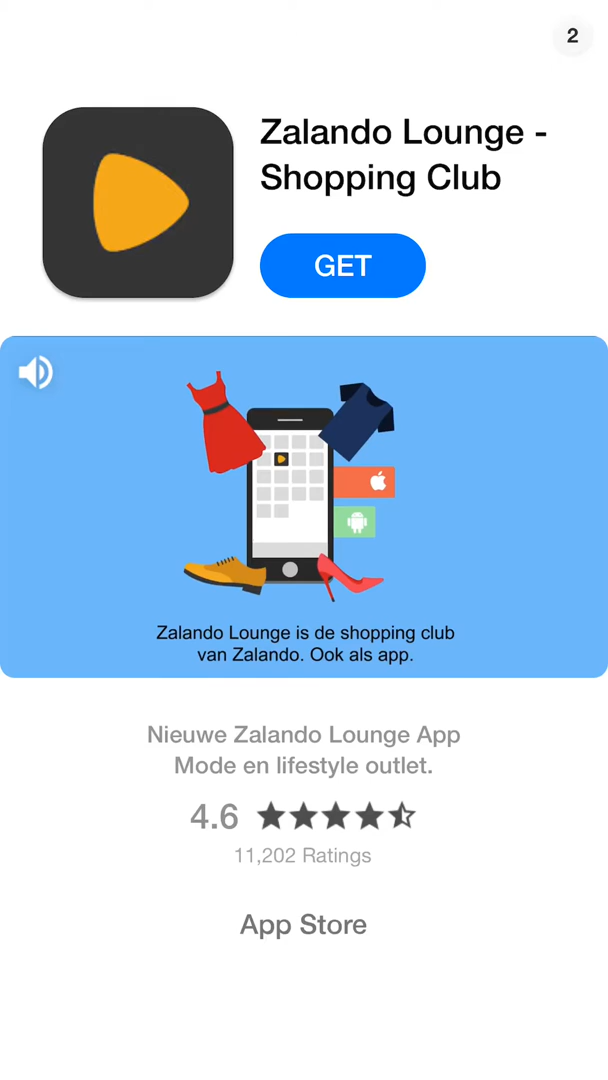 2
Zalando Lounge -
Shopping Club
GET
Zalando Lounge is de shopping club
van Zalando. Ook als app.
Nieuwe Zalando Lounge App
Mode en lifestyle outlet.
4.6
11,202 Ratings
App Store